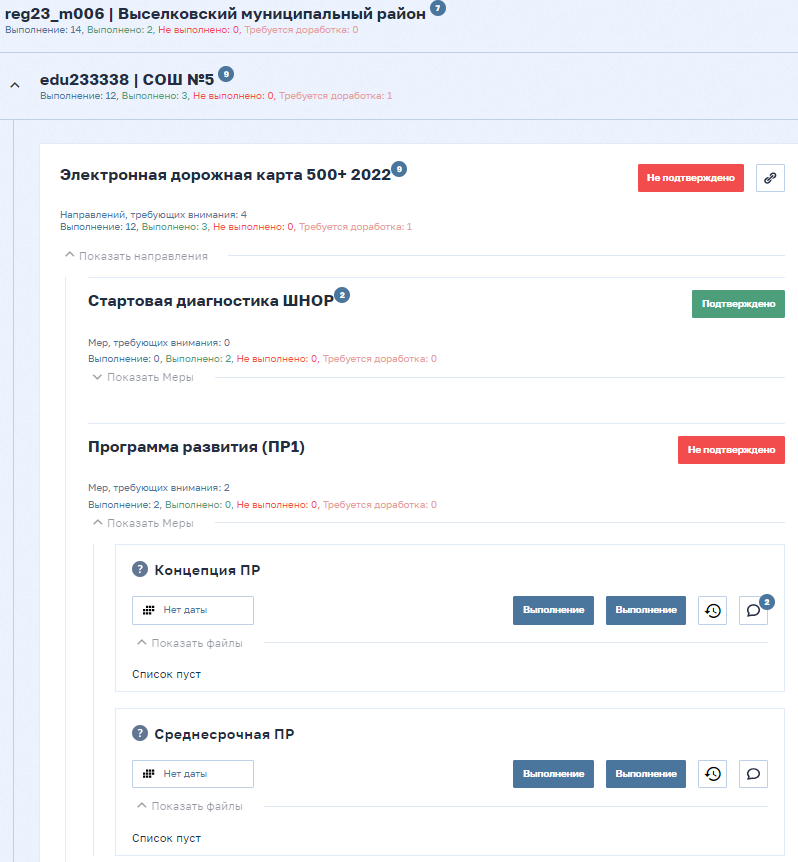 reg23_m006 | Выселковский муниципальный район 7
Выполнение: 14, Выполнено: 2, Не выполнено: 0, Требуется доработка: 0
edu233338 | СОШ №5 9
Выполнение: 12, Выполнено: 3, Не выполнено: 0, Требуется доработка: 1
Электронная дорожная карта 500+ 2022 9
Не подтверждено
Направлений, требующих внимания: 4
Выполнение: 12, Выполнено: 3, Не выполнено: 0, Требуется доработка: 1
Показать направления
Стартовая диагностика ШНОР 2
Подтверждено
Мер, требующих внимания: 0
Выполнение: 0, Выполнено: 2, Не выполнено: 0, Требуется доработка: 0
Показать Меры
Программа развития (ПР1)
Не подтверждено
Мер, требующих внимания: 2
Выполнение: 2, Выполнено: 0, Не выполнено: 0, Требуется доработка: 0
Показать Меры
? Концепция ПР
Нет даты Выполнение Выполнение 2
Показать файлы
Список пуст
? Среднесрочная ПР
Нет даты Выполнение Выполнение
Показать файлы
Список пуст